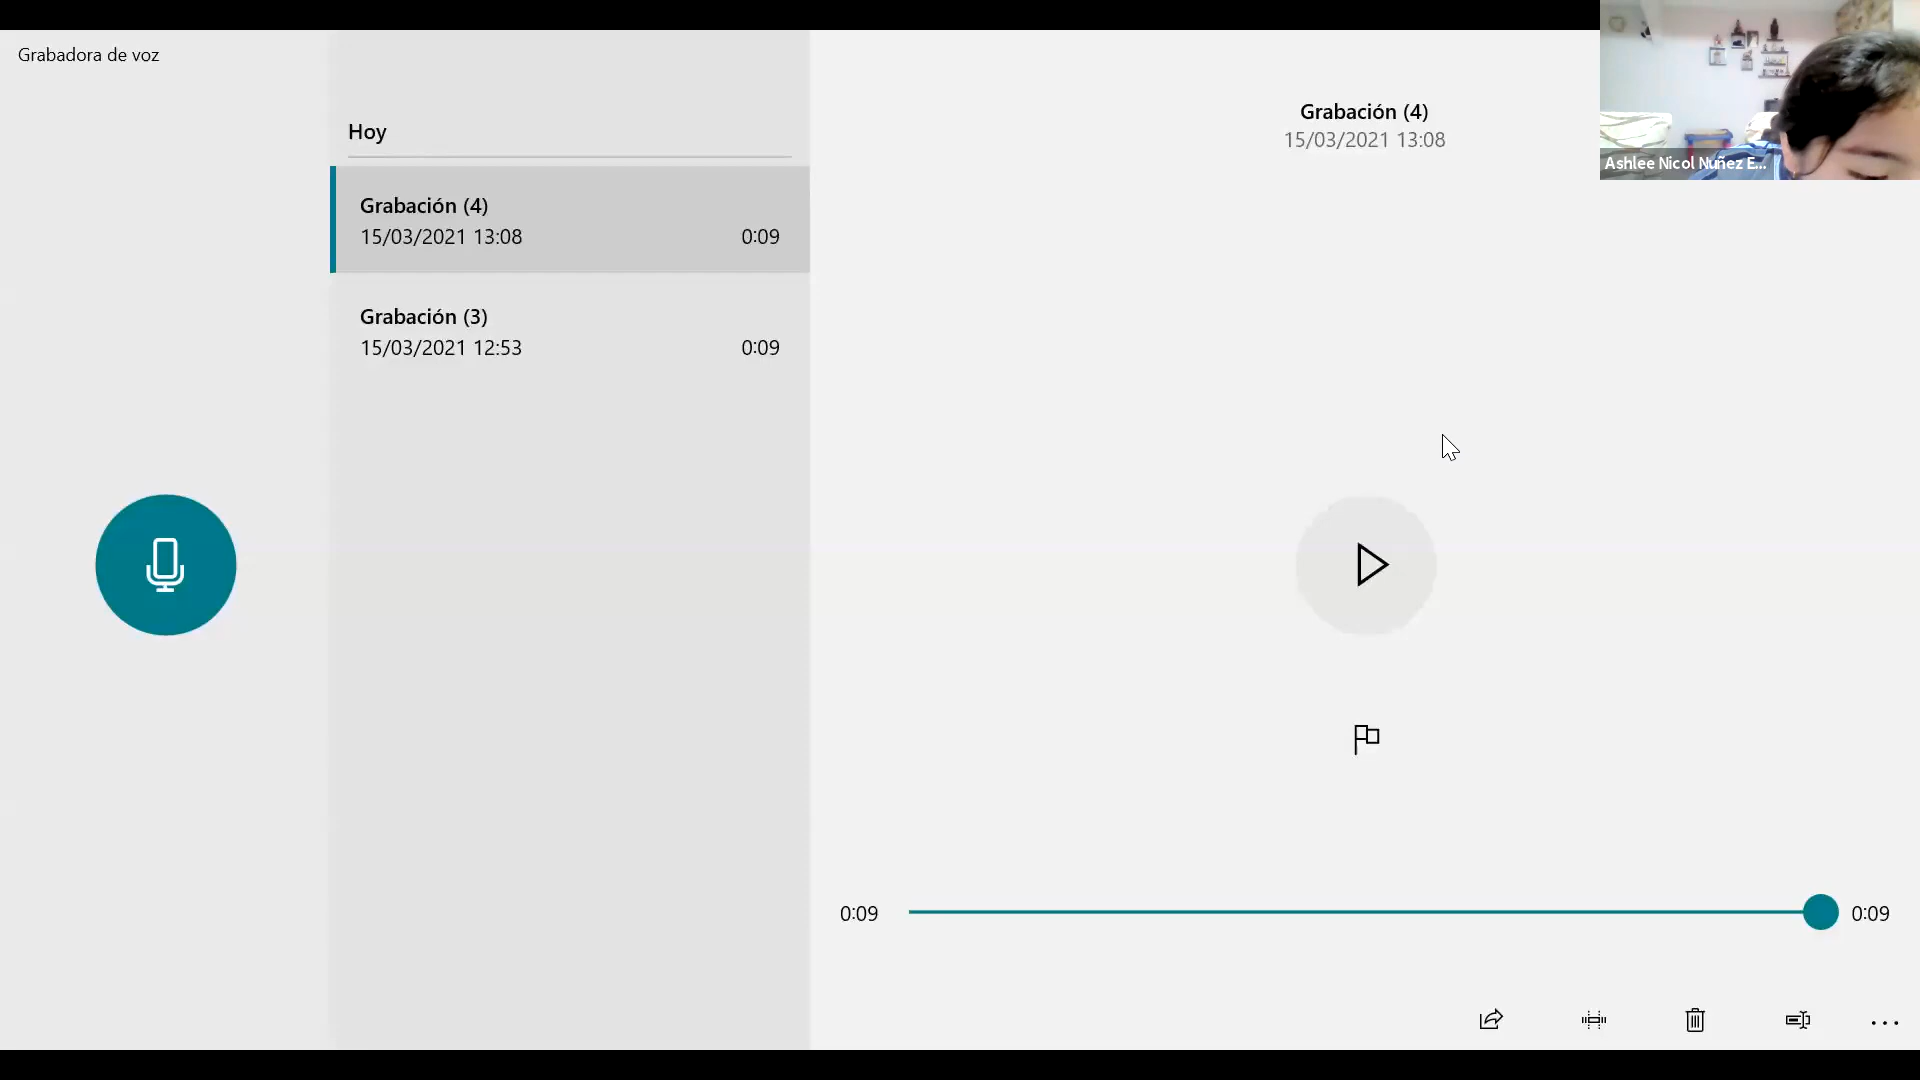 Grabadora de voz
Hoy
Grabación (4)
15/03/2021 13:08
0:09
Grabación (3)
15/03/2021 12:53
0:09
Grabación (4)
15/03/2021 13:08
Ashlee Nicol Nuñez E...
0:09
0:09